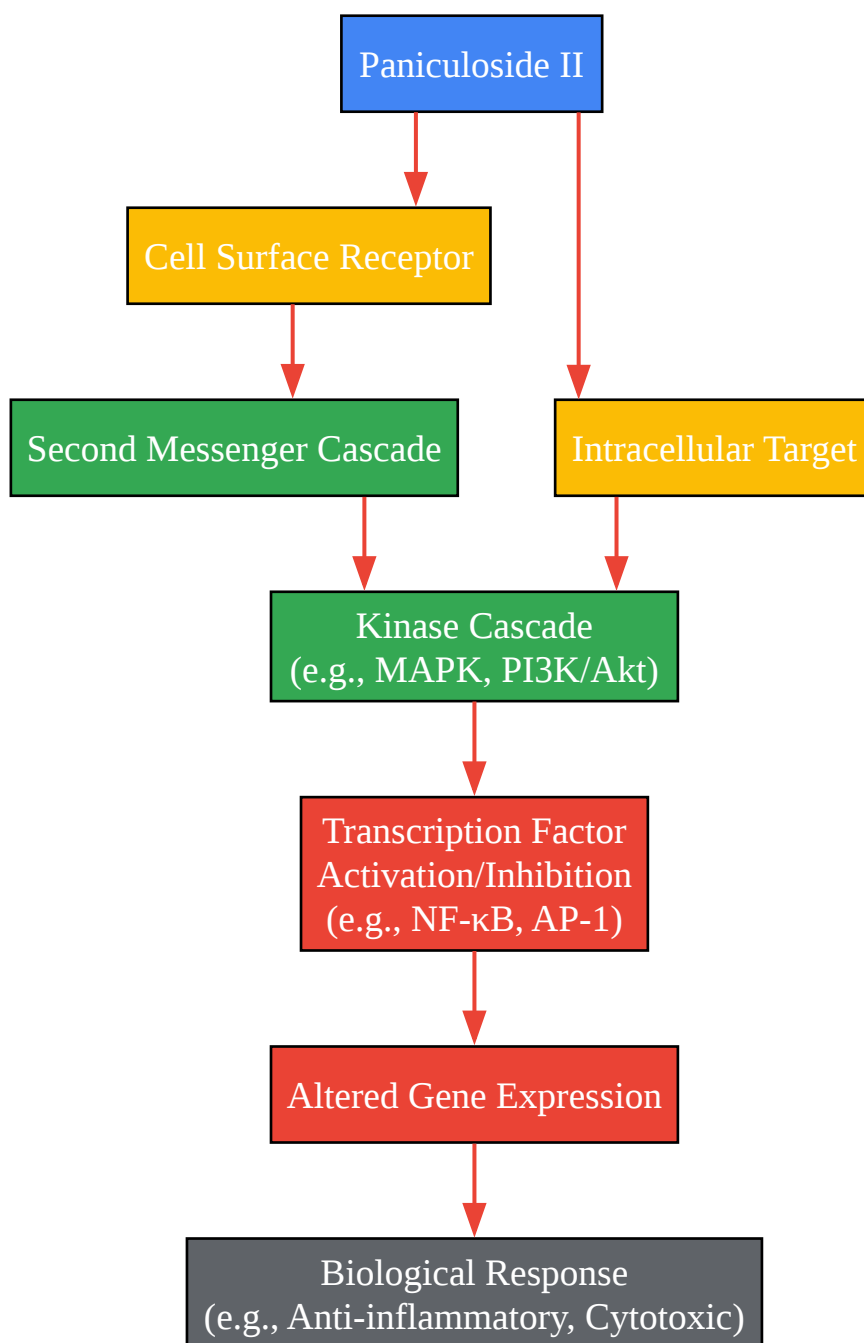 Paniculoside II
Cell Surface Receptor
Second Messenger Cascade
Intracellular Target
Kinase Cascade
(e.g., MAPK, PI3K/Akt)
Transcription Factor
Activation/Inhibition
(e.g., NF-κB, AP-1)
Altered Gene Expression
Biological Response
(e.g., Anti-inflammatory, Cytotoxic)